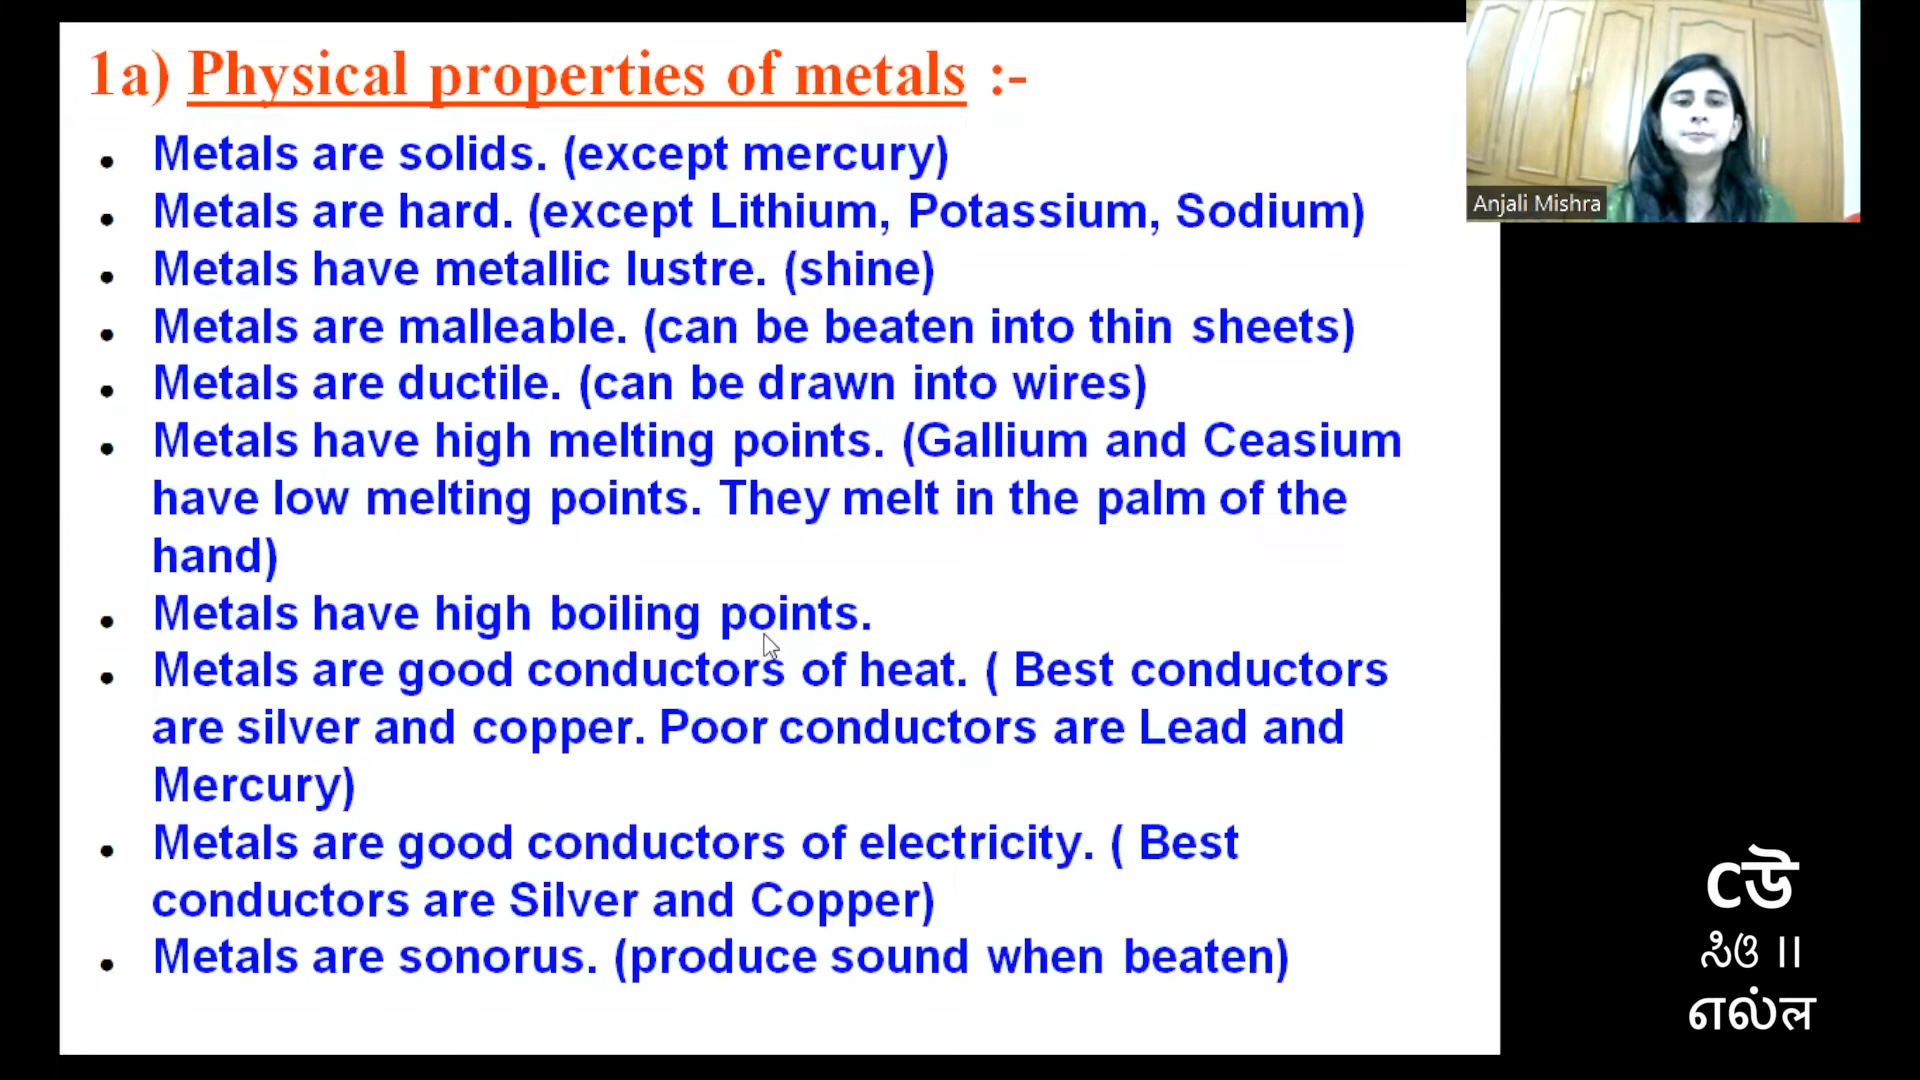 1a) Physical properties of metals :-
• Metals are solids. (except mercury)
• Metals are hard. (except Lithium, Potassium, Sodium)
• Metals have metallic lustre. (shine)
• Metals are malleable. (can be beaten into thin sheets)
• Metals are ductile. (can be drawn into wires)
• Metals have high melting points. (Gallium and Ceasium
have low melting points. They melt in the palm of the
hand)
• Metals have high boiling points.
• Metals are good conductors of heat. ( Best conductors
are silver and copper. Poor conductors are Lead and
Mercury)
• Metals are good conductors of electricity. ( Best
conductors are Silver and Copper)
• Metals are sonorus. (produce sound when beaten)
Anjali Mishra